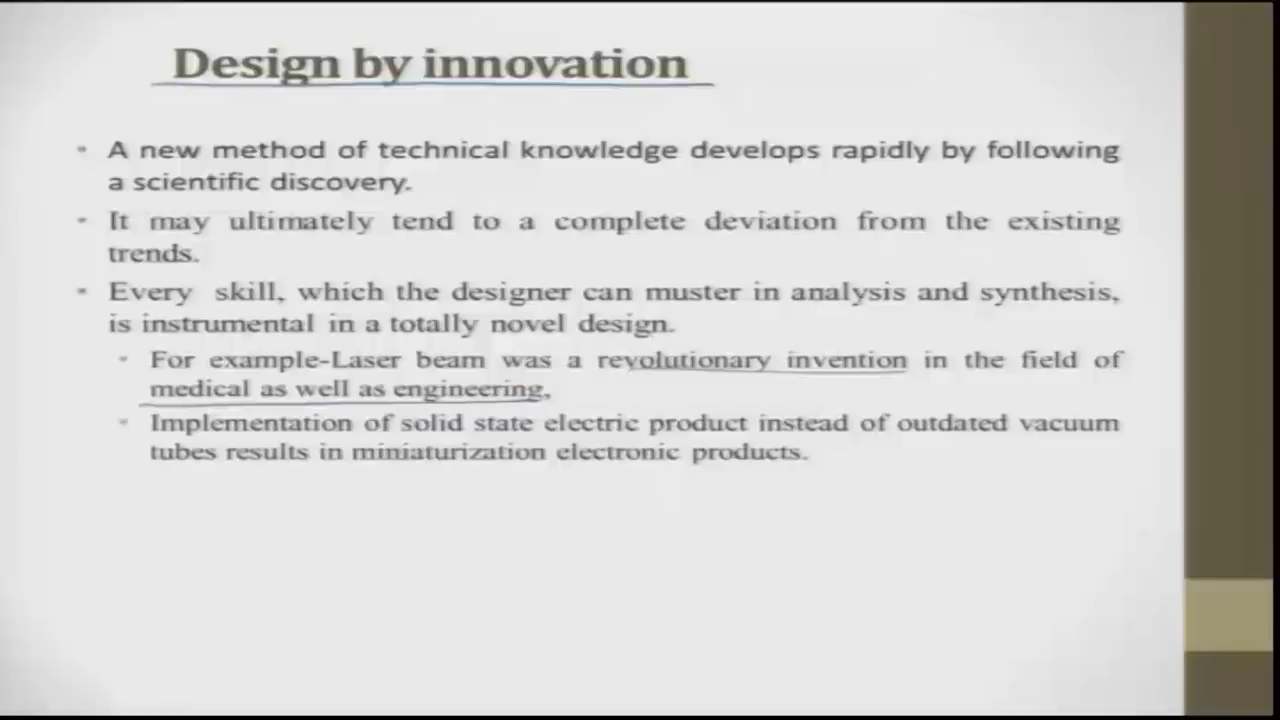 Design by innovation
• A new method of technical knowledge develops rapidly by following
a scientific discovery.
• It may ultimately tend to a complete deviation from the existing
trends.
• Every skill, which the designer can muster in analysis and synthesis,
is instrumental in a totally novel design.
• For example-Laser beam was a revolutionary invention in the field of
medical as well as engineering,
• Implementation of solid state electric product instead of outdated vacuum
tubes results in miniaturization electronic products.